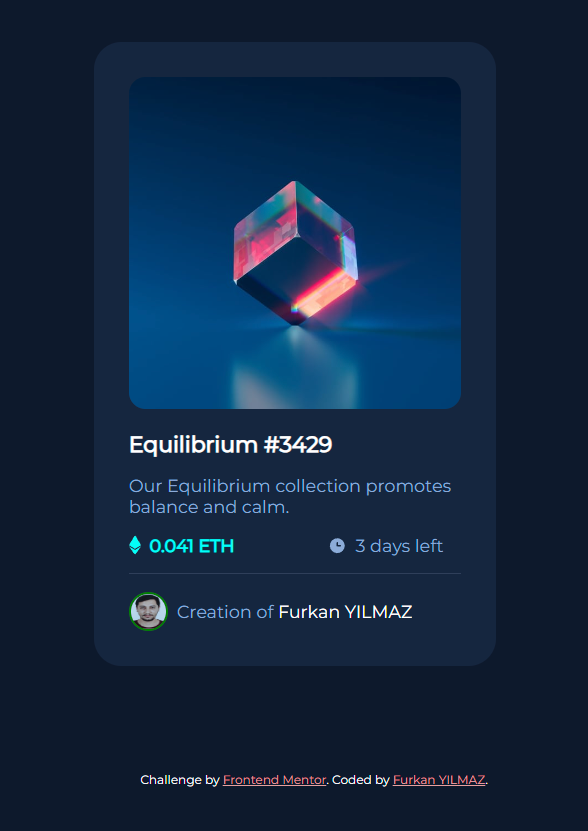 Equilibrium #3429
Our Equilibrium collection promotes
balance and calm.
0.041 ETH 3 days left
Creation of Furkan YILMAZ
Challenge by Frontend Mentor. Coded by Furkan YILMAZ.